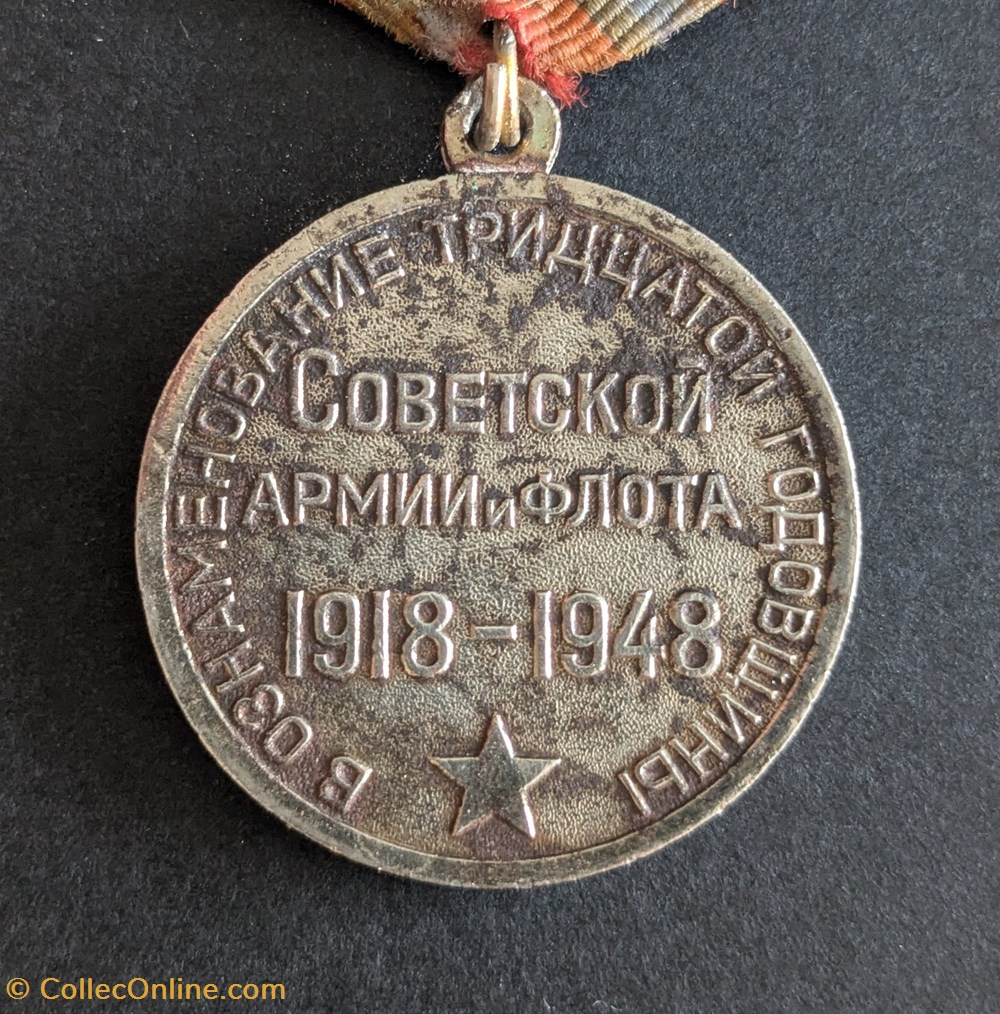 В ОЗНАМЕНОВАНИЕ ТРИДЦАТОЙ ГОДОВЩИНЫ
СОВЕТСКОЙ
АРМИИ и ФЛОТА
1918-1948
© CollecOnline.com